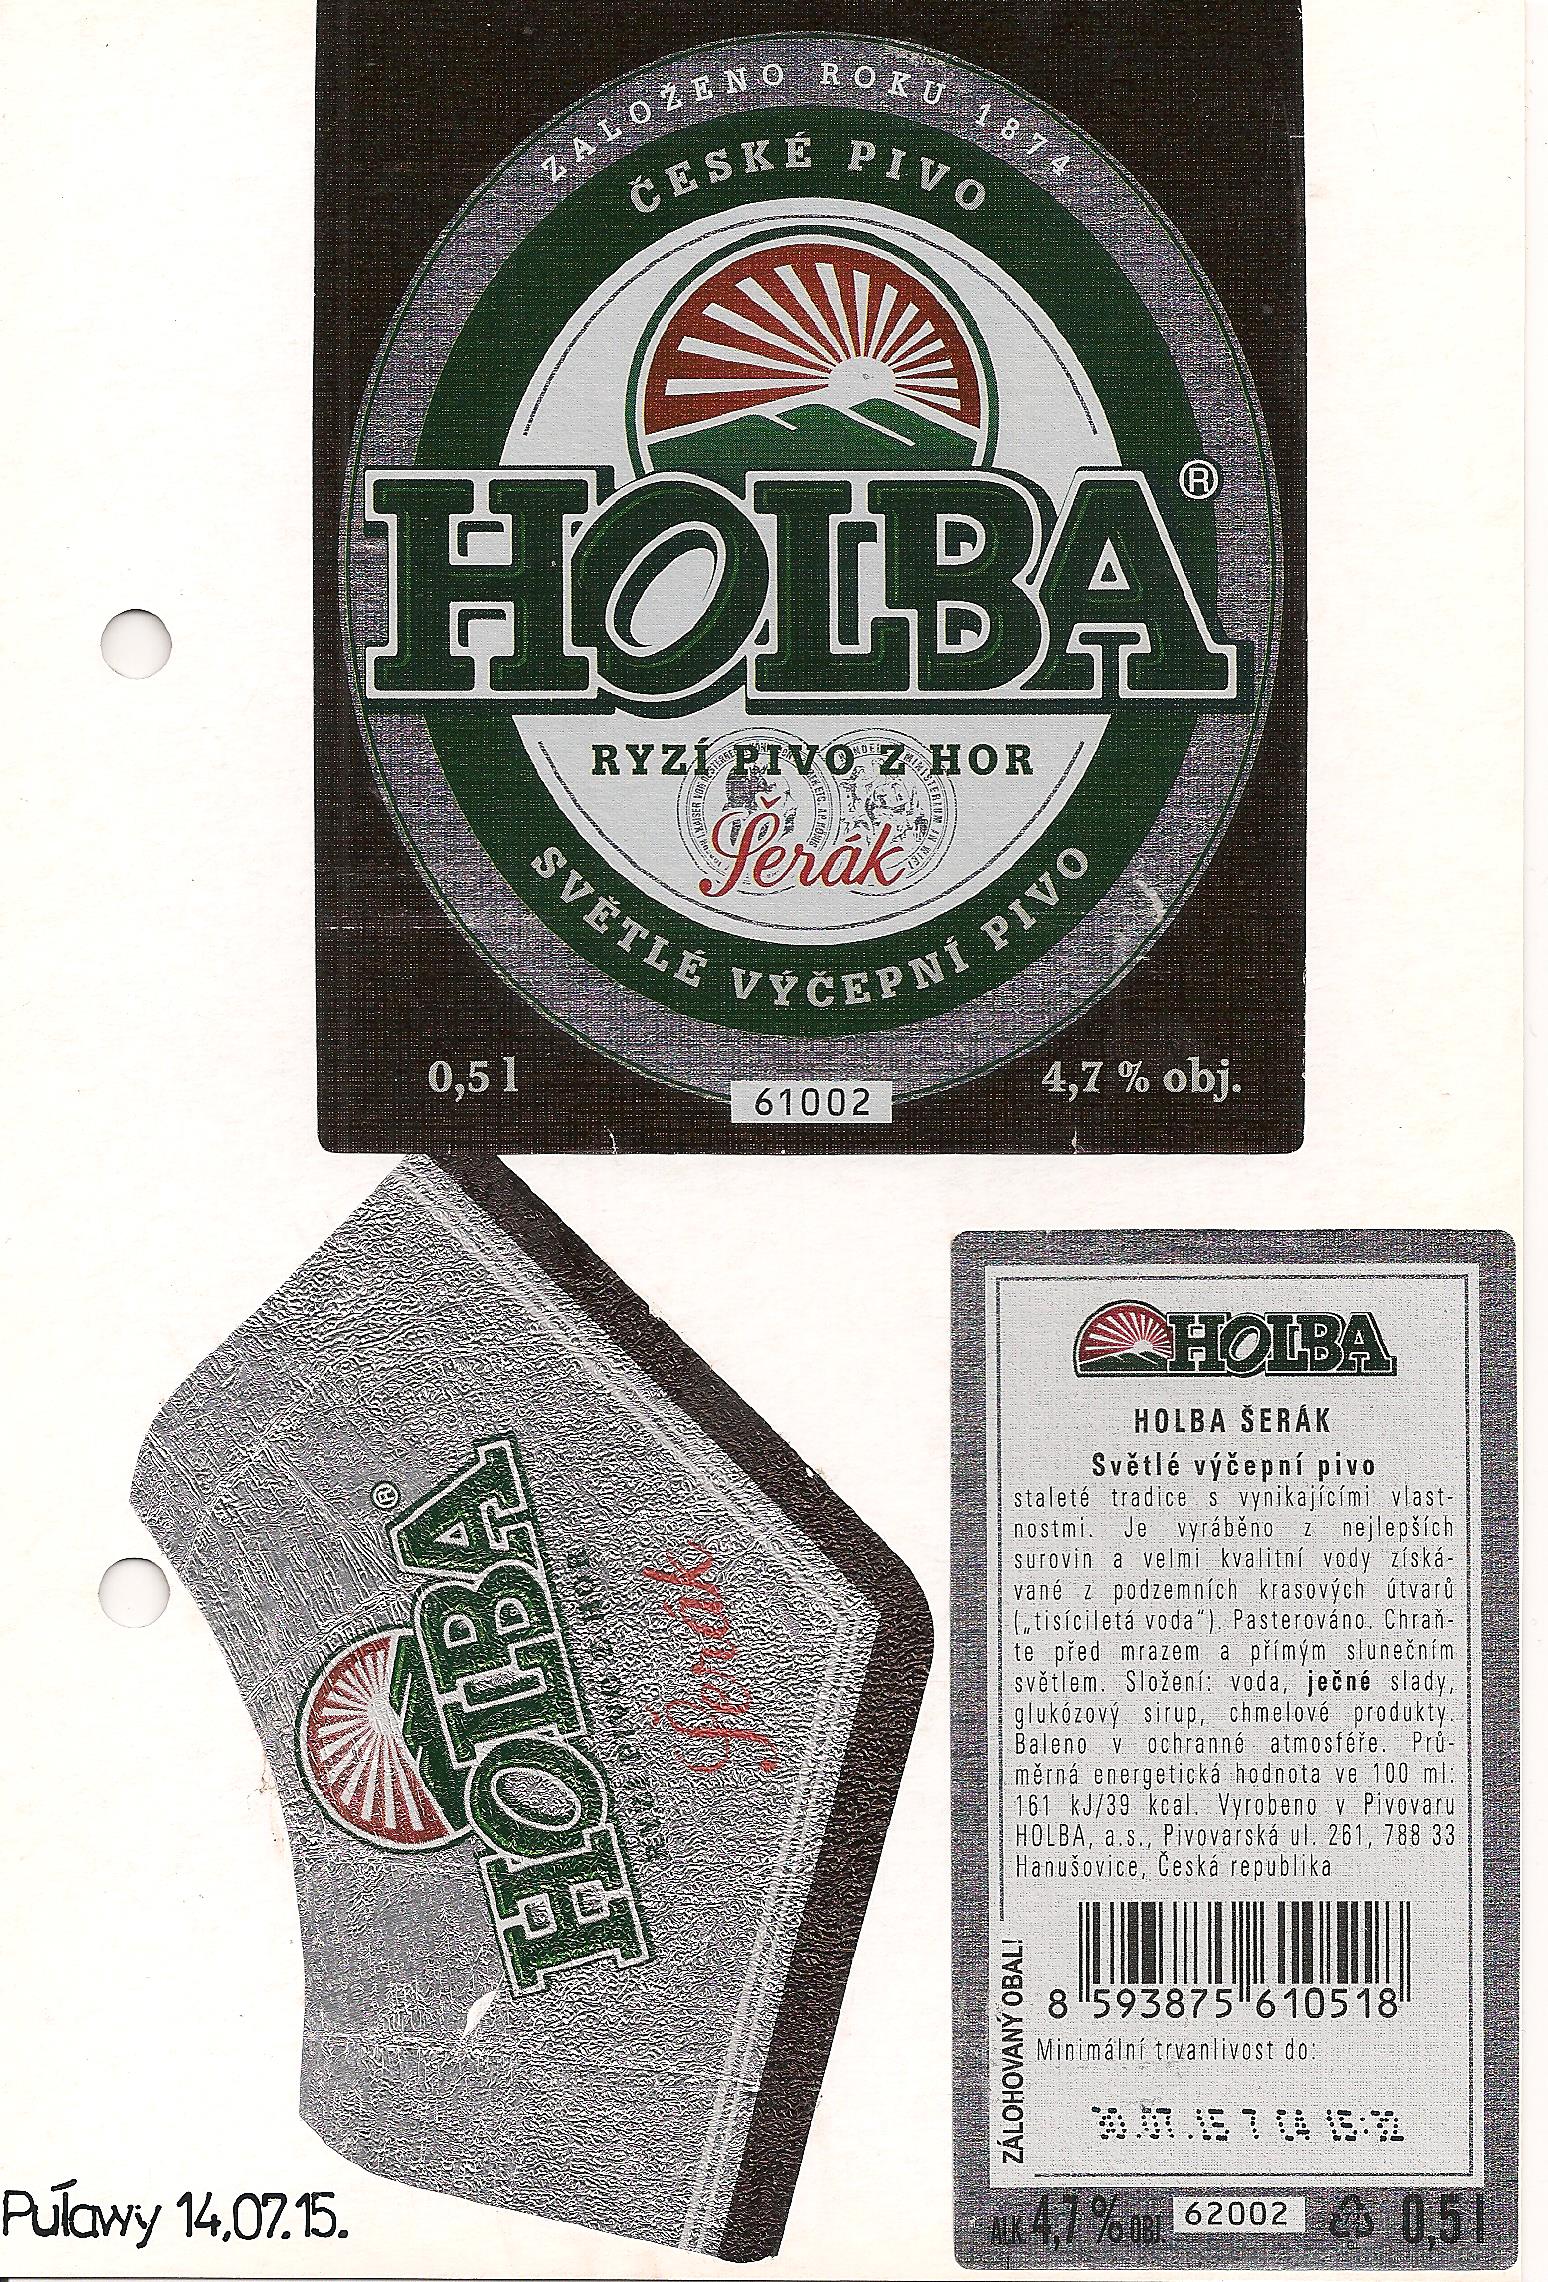 ZALOŽENO ROKU 1874
ČESKÉ PIVO
HOLBA®
RYZÍ PIVO Z HOR
Šerák
SVĚTLÉ VÝČEPNÍ PIVO
0,5 l
61002
4,7 % obj.
HOLBA®
RYZÍ PIVO Z HOR
Šerák
HOLBA
HOLBA ŠERÁK
Světlé výčepní pivo
staleté tradice s vynikajícími vlast-
nostmi. Je vyráběno z nejlepších
surovin a velmi kvalitní vody získá-
vané z podzemních krasových útvarů
(„tisíciletá voda“). Pasterováno. Chraň-
te před mrazem a přímým slunečním
světlem. Složení: voda, ječné slady,
glukózový sirup, chmelové produkty.
Baleno v ochranné atmosféře. Prů-
měrná energetická hodnota ve 100 ml:
161 kJ/39 kcal. Vyrobeno v Pivovaru
HOLBA, a.s., Pivovarská ul. 261, 788 33
Hanušovice, Česká republika
ZÁLOHOVANÝ OBAL!
8 593875 610518
Minimální trvanlivost do:
ALK. 4,7 % OBJ.
62002
0,5 l
Puławy 14.07.15.